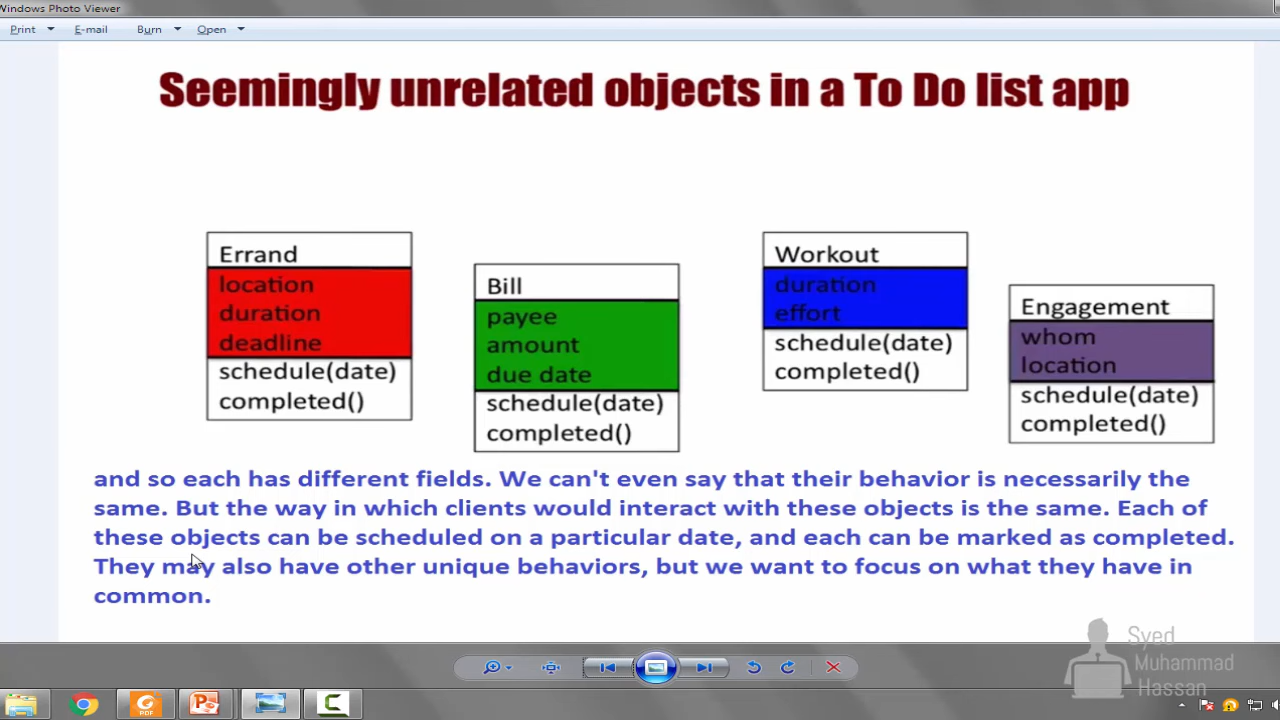 Windows Photo Viewer
Print E-mail Burn Open
Seemingly unrelated objects in a To Do list app
Errand
location
duration
deadline
schedule(date)
completed()
Bill
payee
amount
due date
schedule(date)
completed()
Workout
duration
effort
schedule(date)
completed()
Engagement
whom
location
schedule(date)
completed()
and so each has different fields. We can't even say that their behavior is necessarily the
same. But the way in which clients would interact with these objects is the same. Each of
these objects can be scheduled on a particular date, and each can be marked as completed.
They may also have other unique behaviors, but we want to focus on what they have in
common.
Syed
Muhammad
Hassan
PDF